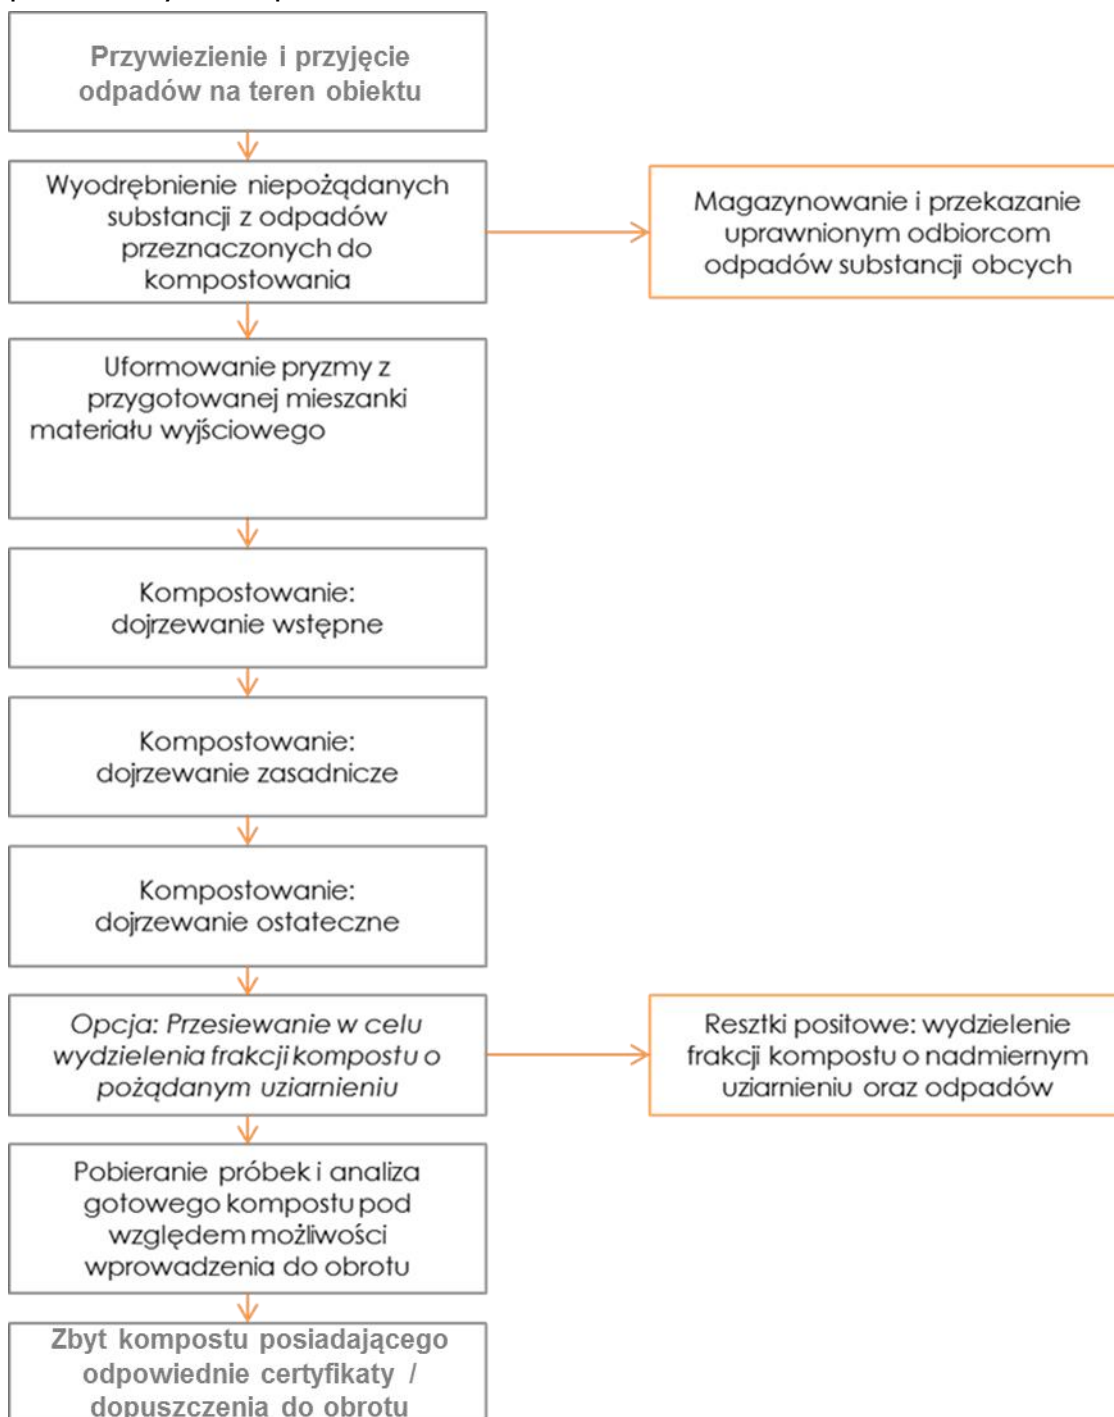 Przywiezienie i przyjęcie
odpadów na teren obiektu
Wyodrębnienie niepożądanych
substancji z odpadów
przeznaczonych do
kompostowania
Magazynowanie i przekazanie
uprawnionym odbiorcom
odpadów substancji obcych
Uformowanie pryzmy z
przygotowanej mieszanki
materiału wyjściowego
Kompostowanie:
dojrzewanie wstępne
Kompostowanie:
dojrzewanie zasadnicze
Kompostowanie:
dojrzewanie ostateczne
Opcja: Przesiewanie w celu
wydzielenia frakcji kompostu o
pożądanym uziarnieniu
Resztki positowe: wydzielenie
frakcji kompostu o nadmiernym
uziarnieniu oraz odpadów
Pobieranie próbek i analiza
gotowego kompostu pod
względem możliwości
wprowadzenia do obrotu
Zbyt kompostu posiadającego
odpowiednie certyfikaty /
dopuszczenia do obrotu